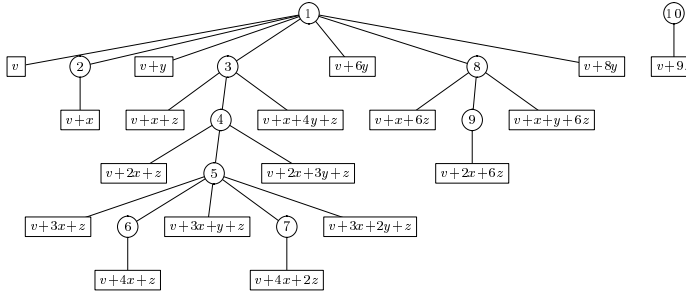 1 10
v 2 v+y 3 v+6y 8 v+8y v+9
v+x v+x+z 4 v+x+4y+z v+x+6z 9 v+x+y+6z
v+2x+z 5 v+2x+3y+z v+2x+6z
v+3x+z 6 v+3x+y+z 7 v+3x+2y+z
v+4x+z v+4x+2z